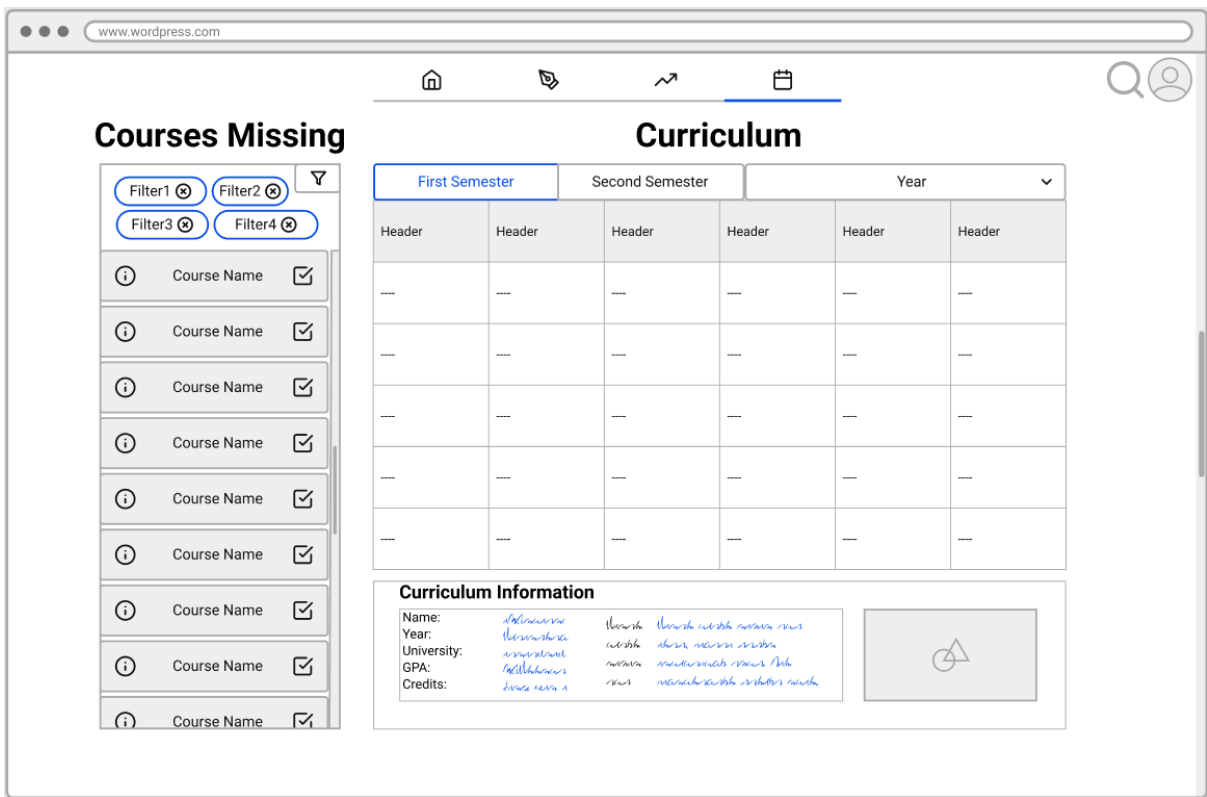 www.wordpress.com
Courses Missing
Curriculum
Filter1
Filter2
Filter3
Filter4
Course Name
Course Name
Course Name
Course Name
Course Name
Course Name
Course Name
Course Name
Course Name
First Semester
Second Semester
Year
Header Header Header Header Header Header
---- ---- ---- ---- ---- ----
---- ---- ---- ---- ---- ----
---- ---- ---- ---- ---- ----
---- ---- ---- ---- ---- ----
---- ---- ---- ---- ---- ----
Curriculum Information
Name:
Year:
University:
GPA:
Credits: